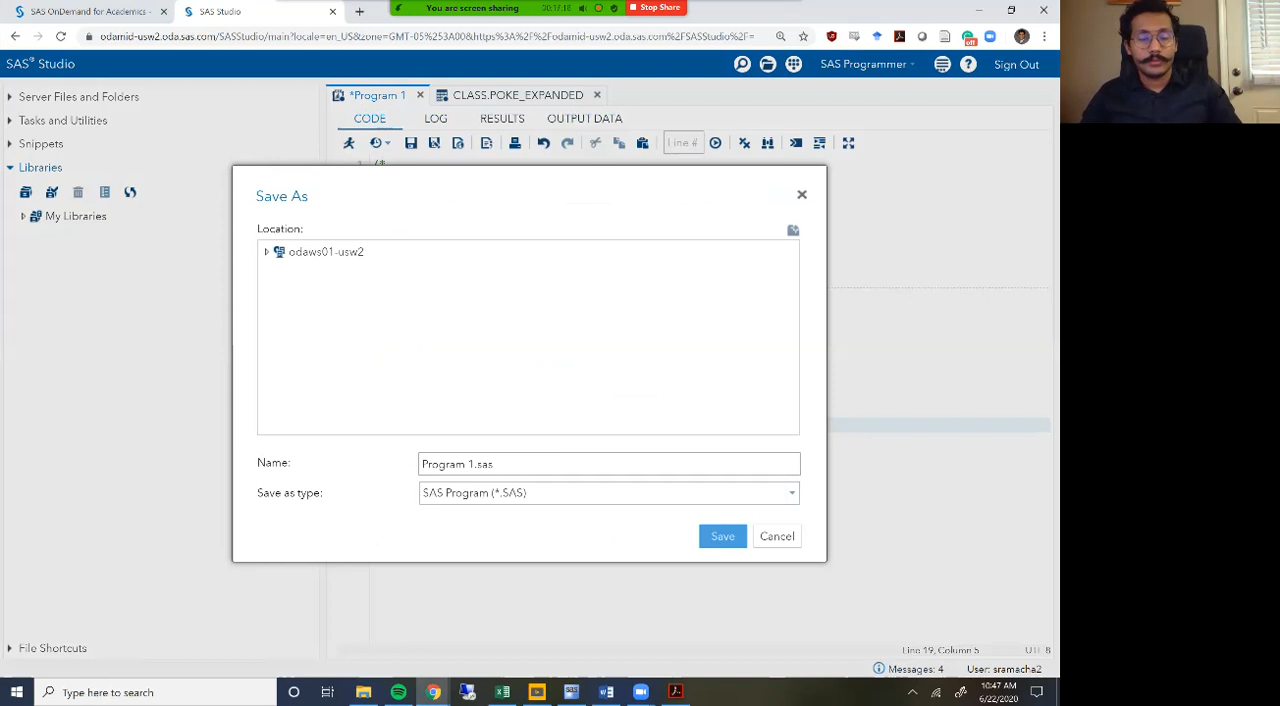 SAS OnDemand for Academics -
SAS Studio
You are screen sharing
Stop Share
odamid-usw2.oda.sas.com/SASStudio/main?locale=en_US&zone=GMT-05%253A00&https%3A%2F%2Fodamid-usw2.oda.sas.com%2FSASStudio%2F=
off
SAS® Studio
SAS Programmer
Sign Out
Server Files and Folders
*Program 1
CLASS.POKE_EXPANDED
Tasks and Utilities
CODE
LOG
RESULTS
OUTPUT DATA
Snippets
Line #
Libraries
1 /*
My Libraries
Save As
Location:
odaws01-usw2
Name:
Program 1.sas
Save as type:
SAS Program (*.SAS)
Save
Cancel
File Shortcuts
Line 19, Column 5
Messages: 4
User: sramacha2
Type here to search
10:47 AM
6/22/2020